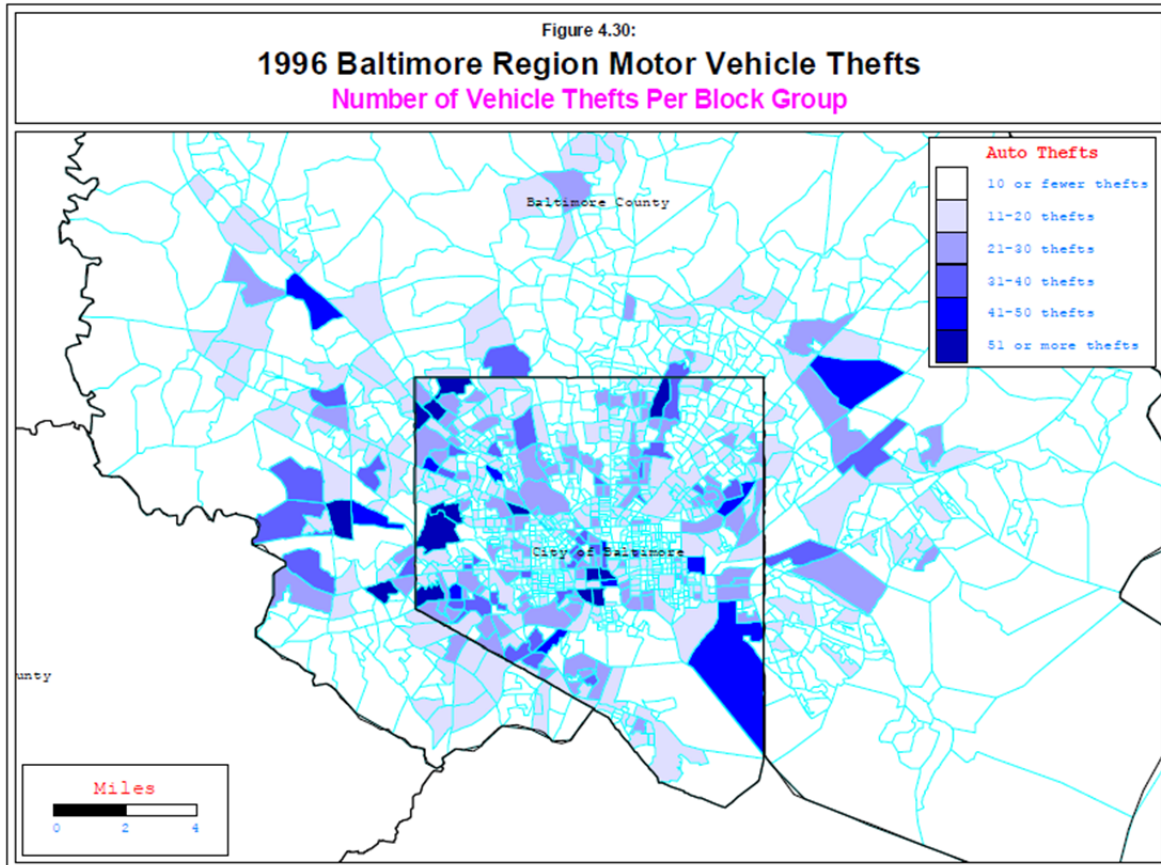 Figure 4.30:
1996 Baltimore Region Motor Vehicle Thefts
Number of Vehicle Thefts Per Block Group
Auto Thefts
10 or fewer thefts
11-20 thefts
21-30 thefts
31-40 thefts
41-50 thefts
51 or more thefts
Baltimore County
City of Baltimore
unty
Miles
0 2 4